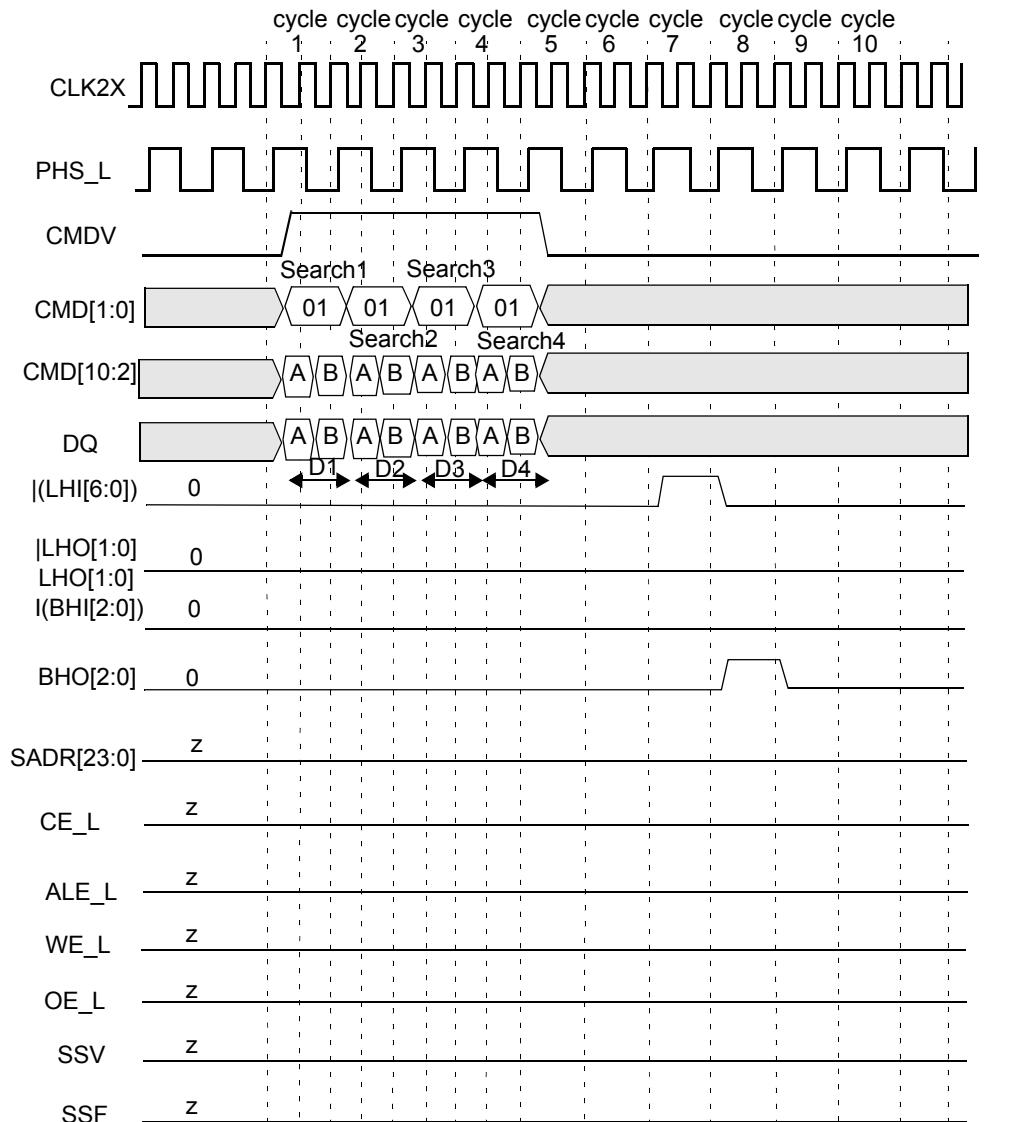 cycle cycle cycle cycle cycle cycle cycle cycle cycle cycle
1 2 3 4 5 6 7 8 9 10
CLK2X
PHS_L
CMDV
Search1 Search3
CMD[1:0] 01 01 01 01
Search2 Search4
CMD[10:2] A B A B A B A B
DQ A B A B A B A B
D1 D2 D3 D4
|(LHI[6:0]) 0
|LHO[1:0] 0
LHO[1:0]
I(BHI[2:0]) 0
BHO[2:0] 0
SADR[23:0] z
CE_L z
ALE_L z
WE_L z
OE_L z
SSV z
SSF z